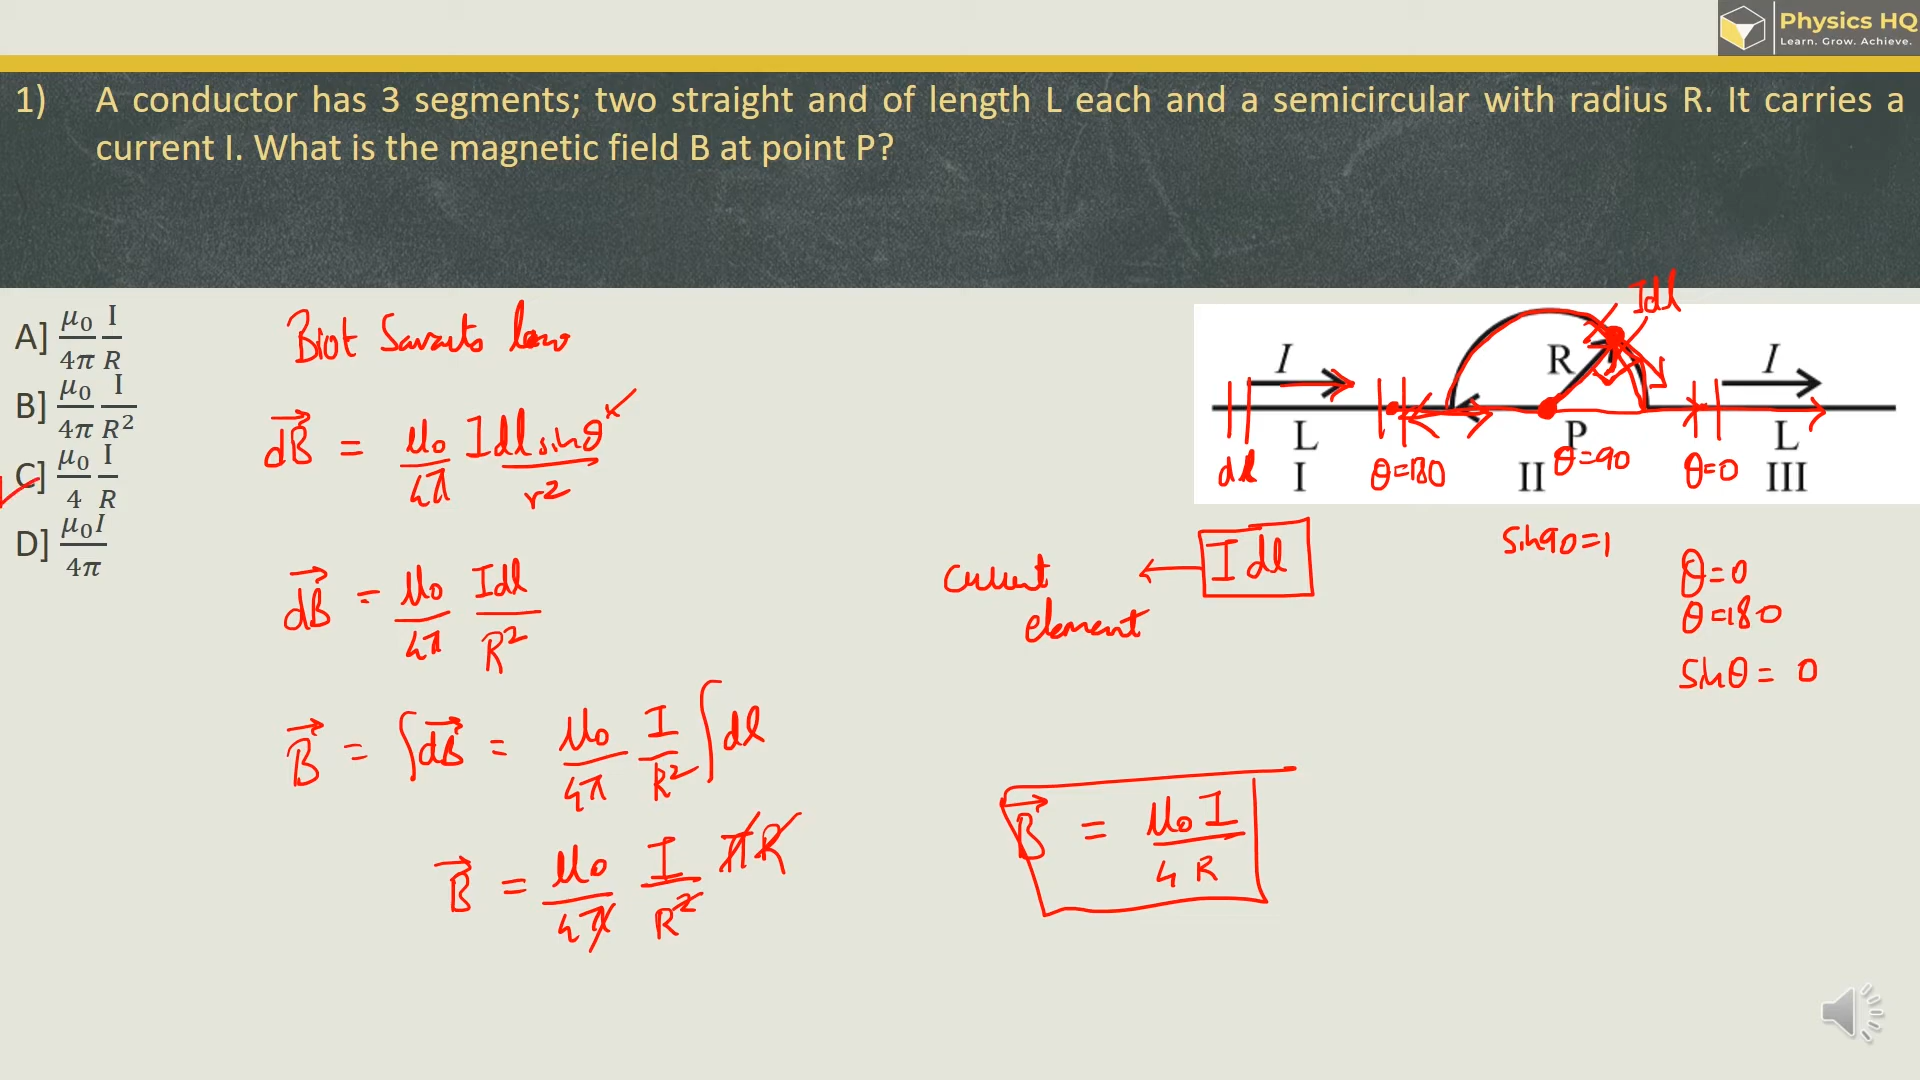 Physics HQ
Learn. Grow. Achieve.
1) A conductor has 3 segments; two straight and of length L each and a semicircular with radius R. It carries a
current I. What is the magnetic field B at point P?
A] μ₀/4π I/R
B] μ₀/4π I/R²
C] μ₀/4 I/R
D] μ₀I/4π
Biot Savarts law
dB⃗ = μ₀/4π Idl sinθ/r²
dB⃗ = μ₀/4π Idl/R²
B⃗ = ∫dB⃗ = μ₀/4π I/R² ∫dl
B⃗ = μ₀/4π I/R² πR
Idl
I R I
L P L
dl I θ=180 II θ=90 θ=0 III
current element ← Idl
sin90=1
θ=0
θ=180
sinθ = 0
B⃗ = μ₀I/4R